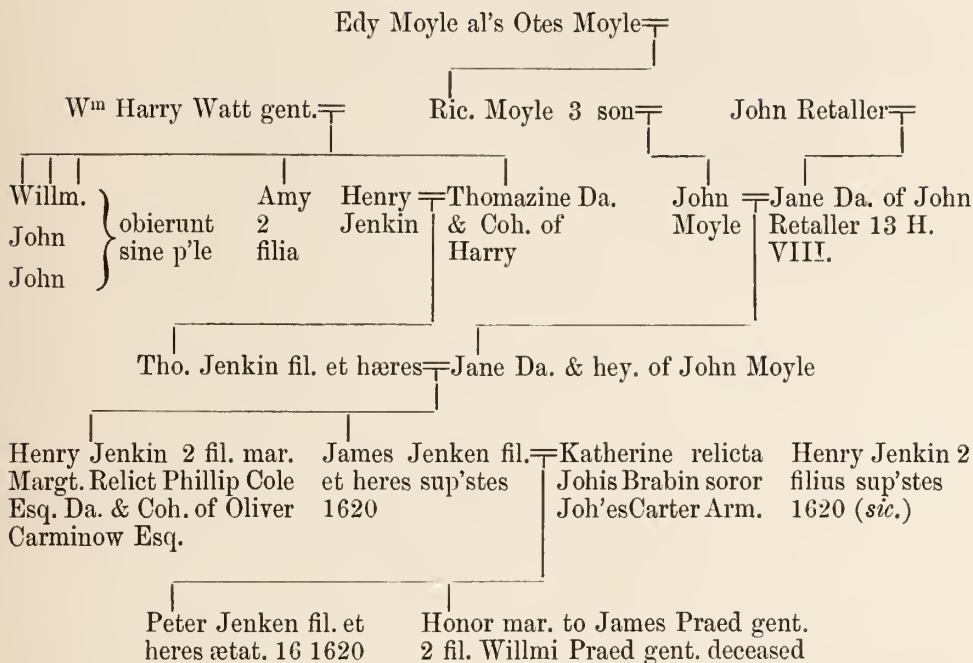 Edy Moyle al's Otes Moyle
Wm Harry Watt gent.
Ric. Moyle 3 son
John Retaller
Willm.
John
John
obierunt
sine p'le
Amy
2
filia
Henry
Jenkin
Thomazine Da.
& Coh. of
Harry
John
Moyle
Jane Da. of John
Retaller 13 H.
VIII.
Tho. Jenkin fil. et hæres
Jane Da. & hey. of John Moyle
Henry Jenkin 2 fil. mar.
Margt. Relict Phillip Cole
Esq. Da. & Coh. of Oliver
Carminow Esq.
James Jenken fil.
et heres sup'stes
1620
Katherine relicta
Johis Brabin soror
Joh'esCarter Arm.
Henry Jenkin 2
filius sup'stes
1620 (sic.)
Peter Jenken fil. et
heres ætat. 16 1620
Honor mar. to James Praed gent.
2 fil. Willmi Praed gent. deceased